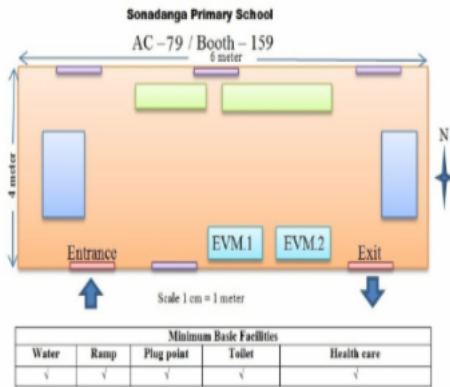 Sonadanga Primary School
AC – 79 / Booth – 159
6 meter
4 meter
N
EVM.1 EVM.2
Entrance Exit
Scale 1 cm = 1 meter
Minimum Basic Facilities
Water Ramp Plug point Toilet Health care
√ √ √ √ √